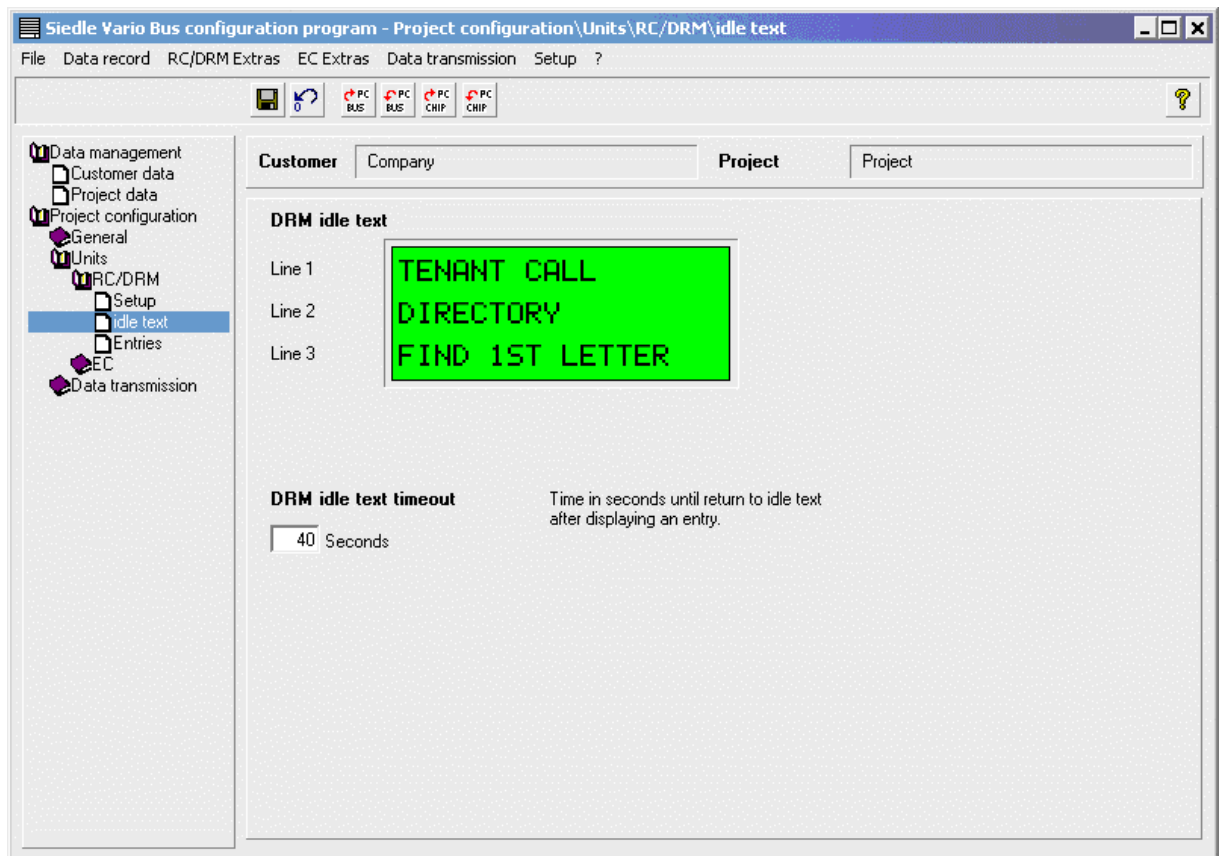 Siedle Vario Bus configuration program - Project configuration\Units\RC/DRM\idle text
File Data record RC/DRM Extras EC Extras Data transmission Setup ?
0 PC BUS PC BUS PC CHIP PC CHIP ?
Data management
Customer data
Project data
Project configuration
General
Units
RC/DRM
Setup
idle text
Entries
EC
Data transmission
Customer Company Project Project
DRM idle text
Line 1 TENANT CALL
Line 2 DIRECTORY
Line 3 FIND 1ST LETTER
DRM idle text timeout
Time in seconds until return to idle text
after displaying an entry.
40 Seconds